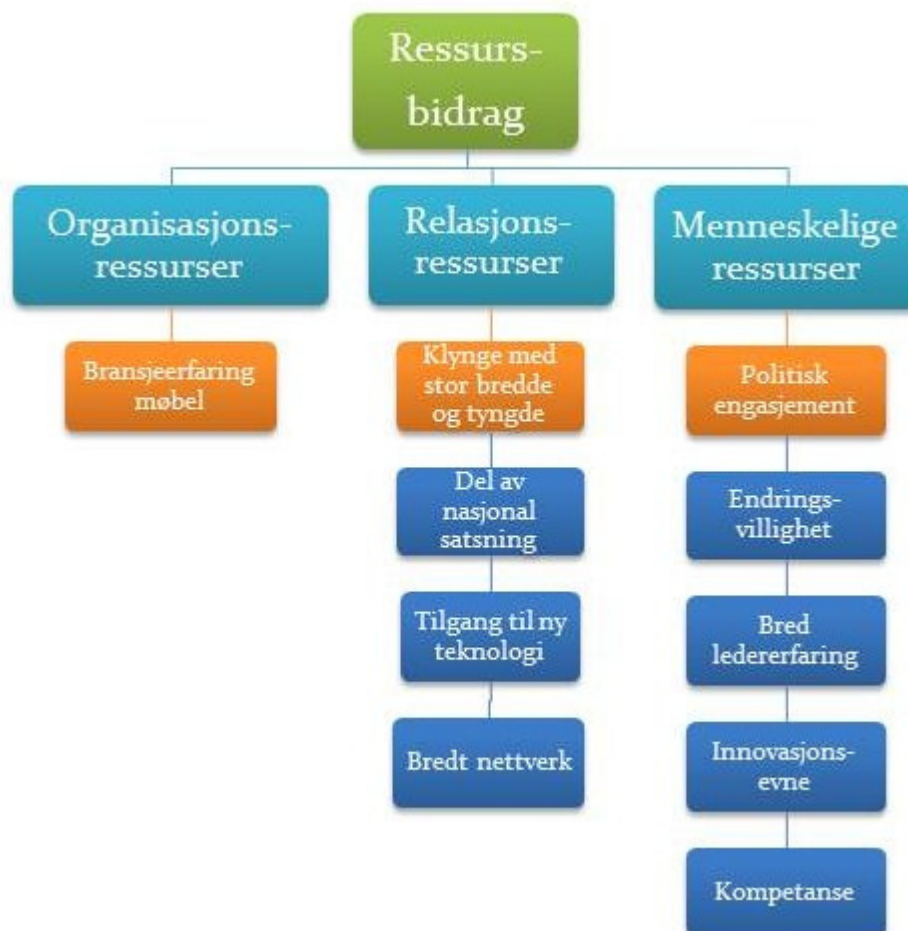 Ressurs-
bidrag
Organisasjons-
ressurser
Relasjons-
ressurser
Menneskelige
ressurser
Bransjeerfaring
møbel
Klynge med
stor bredde
og tyngde
Politisk
engasjement
Del av
nasjonal
satsning
Endrings-
villighet
Tilgang til ny
teknologi
Bred
ledererfaring
Bredt nettverk
Innovasjons-
evne
Kompetanse